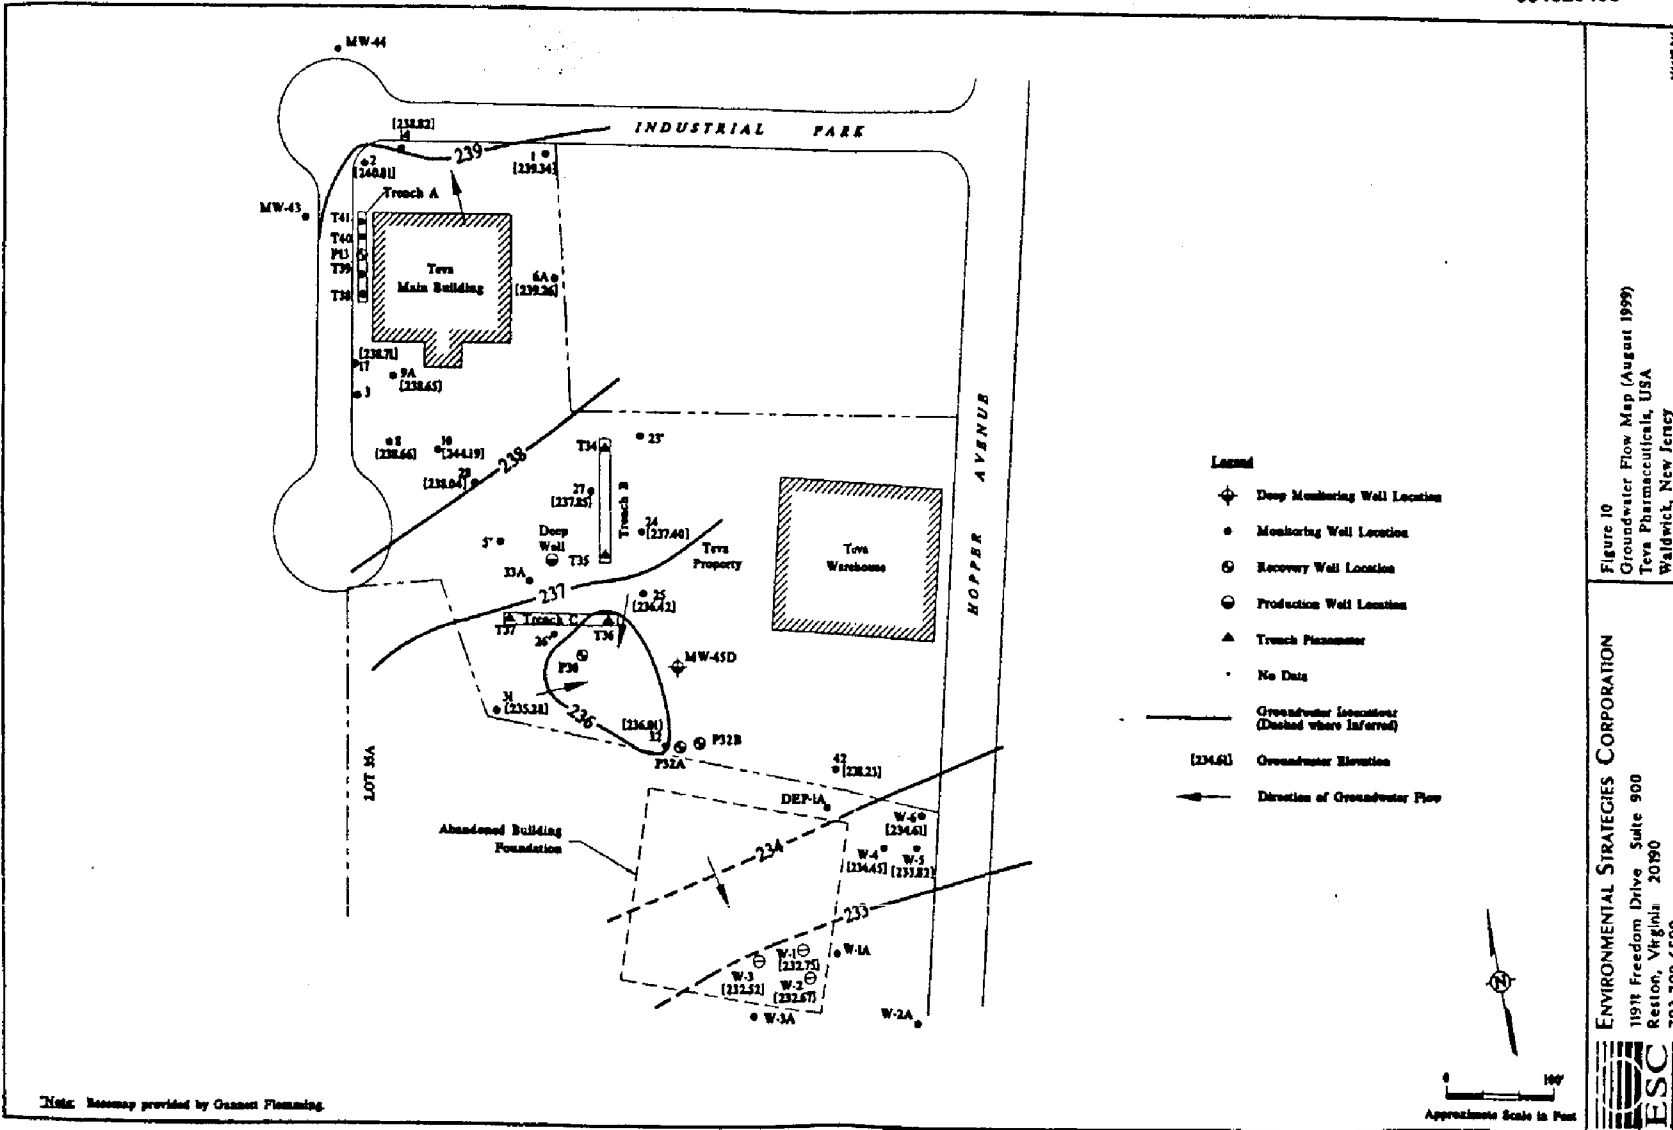 MW-44
[238.82]
INDUSTRIAL PARK
239
2
[240.81]
1
[239.34]
Trench A
MW-43
T41
T40
P13
T39
T38
Teva
Main Building
6A
[239.26]
[238.71]
17
9A
[238.65]
3
8
[238.66]
10
[244.19]
28
[238.04]
238
T34
23*
27
[237.85]
Trench B
24
[237.40]
5*
Deep
Well
T35
Teva
Property
Teva
Warehouse
HOPPER AVENUE
33A
237
25
[236.42]
T37
Trench C
T36
26*
P30
MW-45D
31
[235.28]
236
[236.01]
32
P32A
P32B
LOT 35A
42
[238.23]
DEP-1A
Abandoned Building
Foundation
234
W-6
[234.61]
W-4
[234.45]
W-5
[233.82]
233
W-1
[232.75]
W-1A
W-3
[232.52]
W-2
[232.67]
W-3A
W-2A
Legend
Deep Monitoring Well Location
Monitoring Well Location
Recovery Well Location
Production Well Location
Trench Piezometer
* No Data
Groundwater Isocontour
(Dashed where Inferred)
[234.61] Groundwater Elevation
Direction of Groundwater Flow
N
0 100'
Approximate Scale in Feet
Note: Basemap provided by Gannett Flemming.
Figure 10
Groundwater Flow Map (August 1999)
Teva Pharmaceuticals, USA
Waldwick, New Jersey
ENVIRONMENTAL STRATEGIES CORPORATION
11911 Freedom Drive Suite 900
Reston, Virginia 20190
ESC